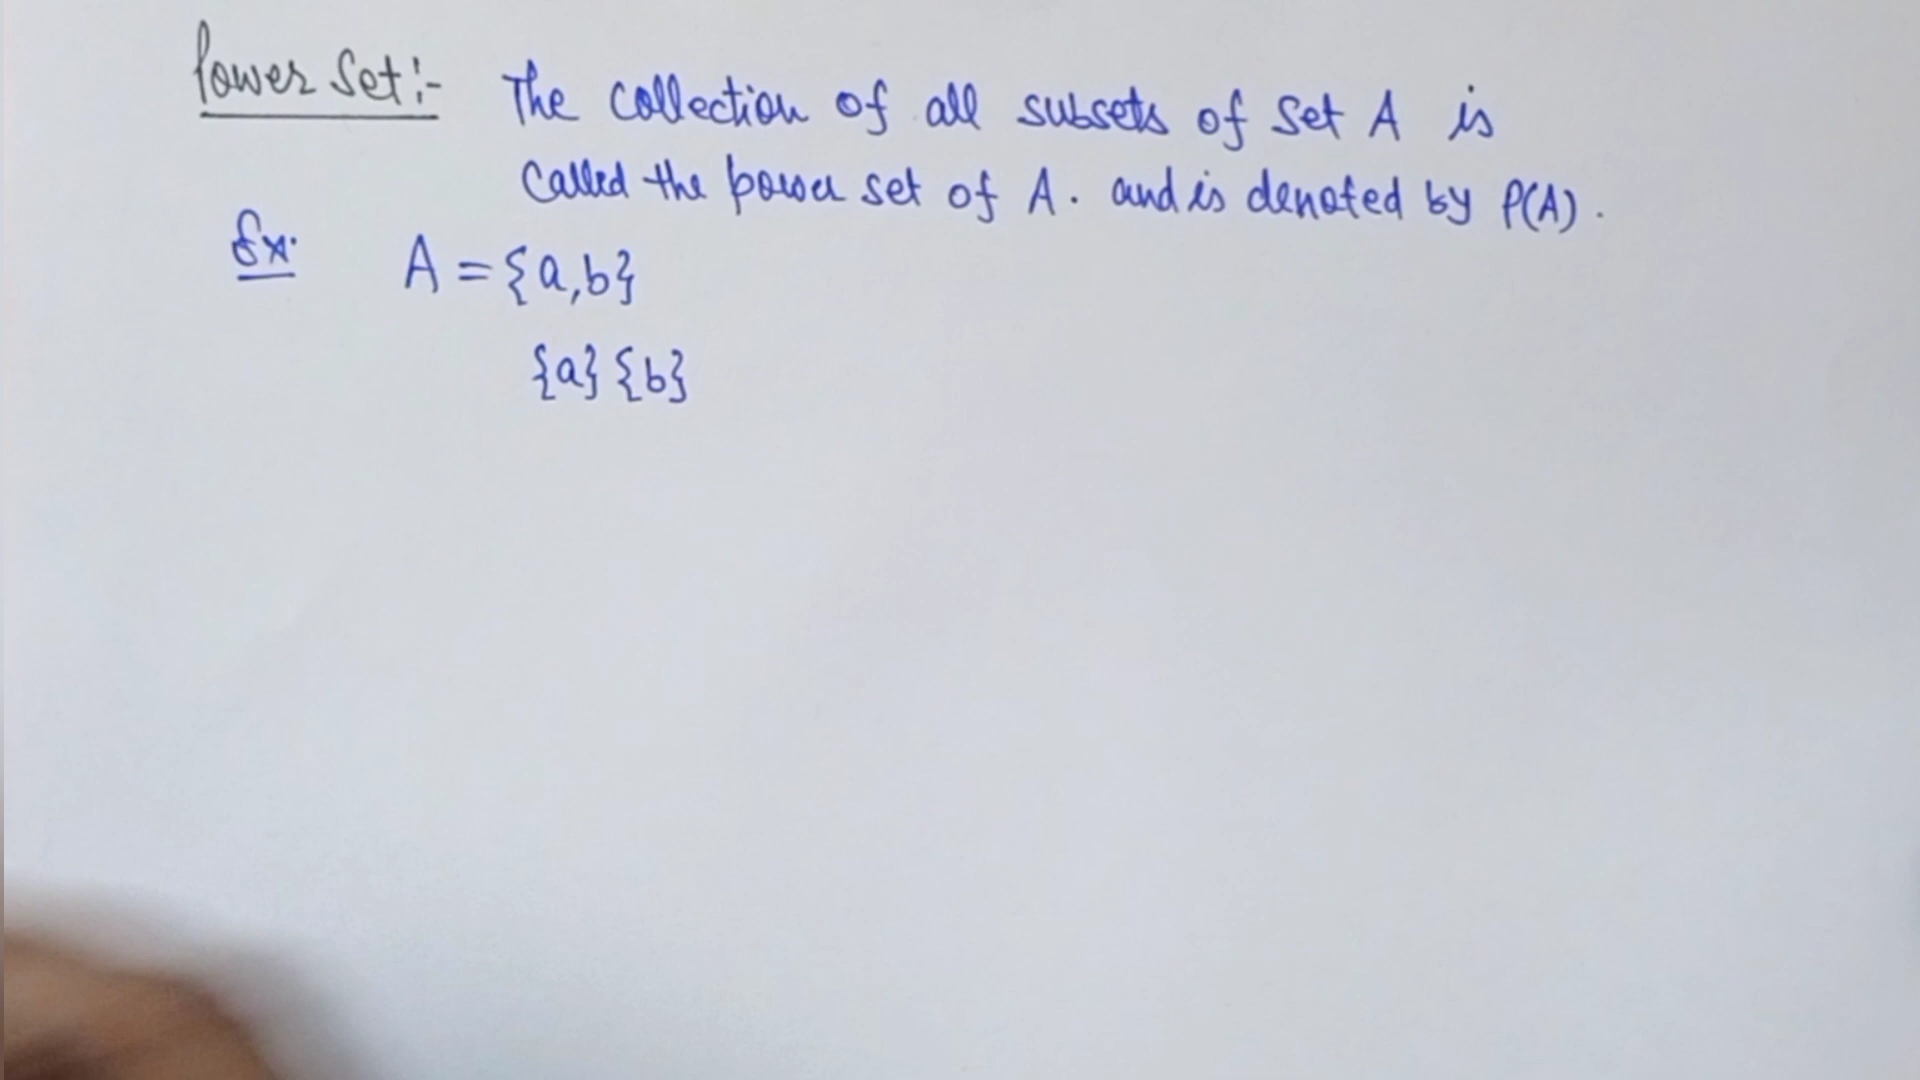 Power Set:- The collection of all subsets of Set A is
called the power set of A. and is denoted by P(A).
Ex. A = {a,b}
{a} {b}